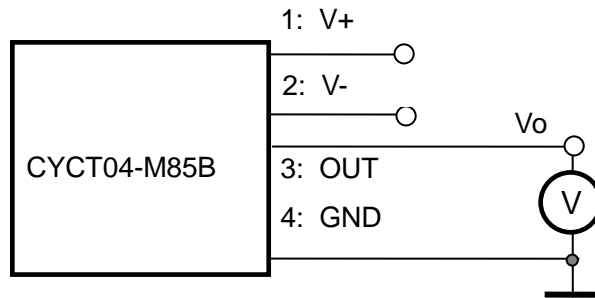 1: V+
2: V-
Vo
CYCT04-M85B
3: OUT
V
4: GND